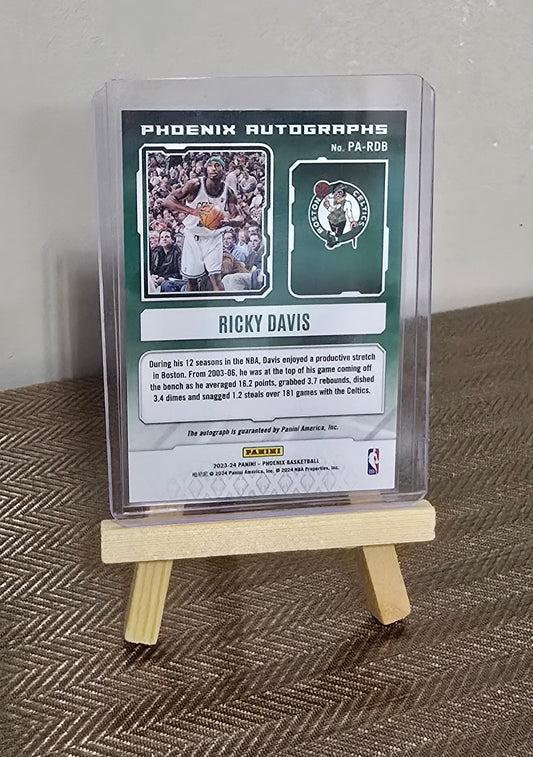 PHOENIX AUTOGRAPHS
No. PA-RDB
BOSTON CELTICS
RICKY DAVIS
During his 12 seasons in the NBA, Davis enjoyed a productive stretch
in Boston. From 2003-06, he was at the top of his game coming off
the bench as he averaged 16.2 points, grabbed 3.7 rebounds, dished
3.4 dimes and snagged 1.2 steals over 181 games with the Celtics.
The autograph is guaranteed by Panini America, Inc.
PANINI
2023-24 PANINI – PHOENIX BASKETBALL
© 2024 Panini America, Inc. © 2024 NBA Properties, Inc.